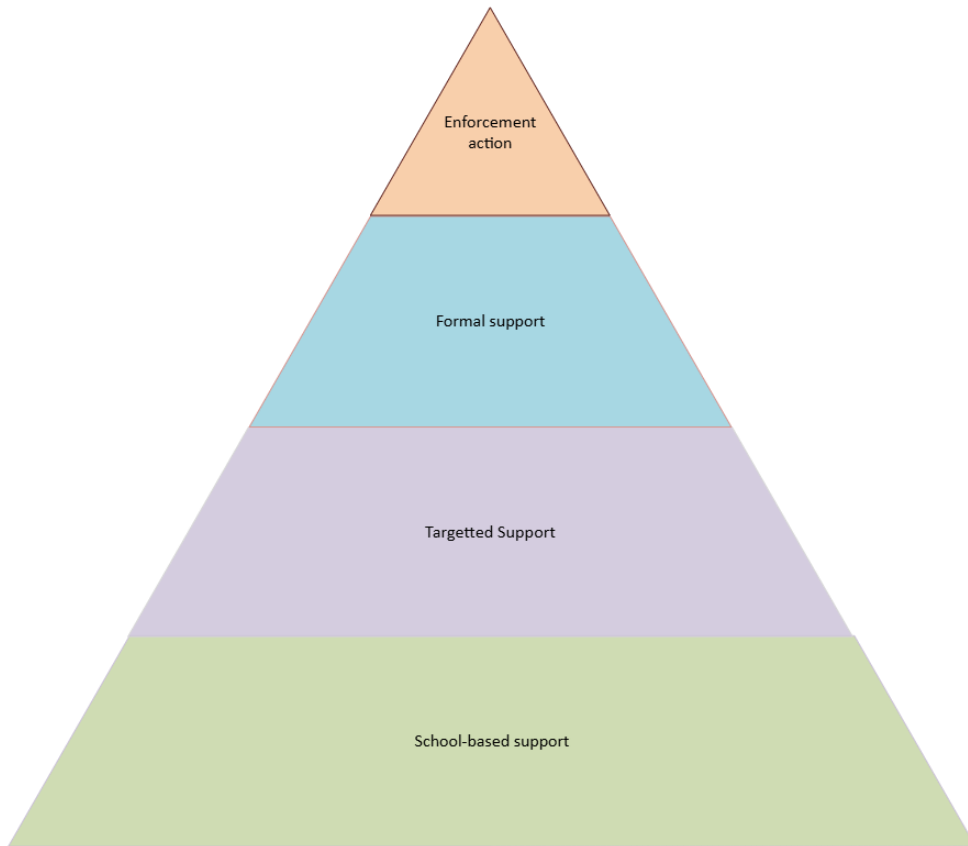 Enforcement
action
Formal support
Targetted Support
School-based support